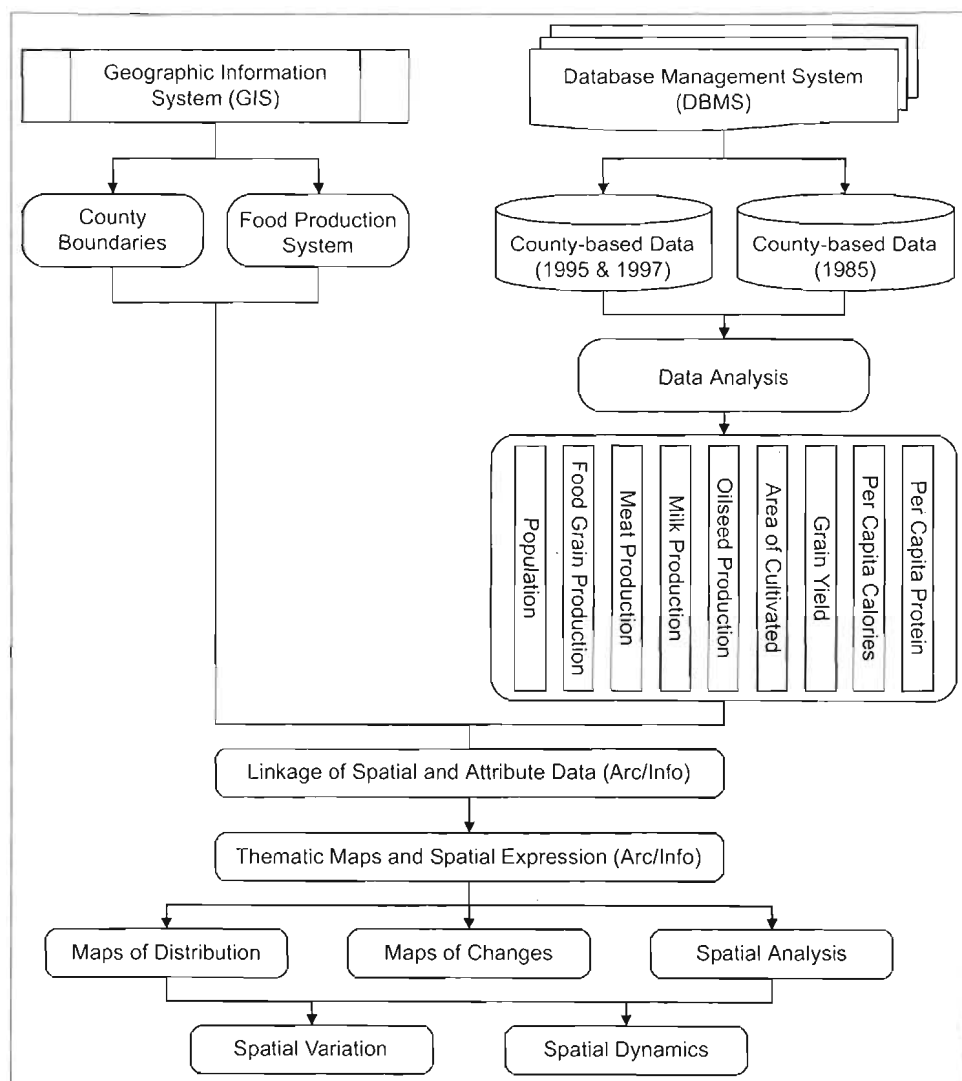 Geographic Information
System (GIS)
Database Management System
(DBMS)
County
Boundaries
Food Production
System
County-based Data
(1995 & 1997)
County-based Data
(1985)
Data Analysis
Population
Food Grain Production
Meat Production
Milk Production
Oilseed Production
Area of Cultivated
Grain Yield
Per Capita Calories
Per Capita Protein
Linkage of Spatial and Attribute Data (Arc/Info)
Thematic Maps and Spatial Expression (Arc/Info)
Maps of Distribution
Maps of Changes
Spatial Analysis
Spatial Variation
Spatial Dynamics